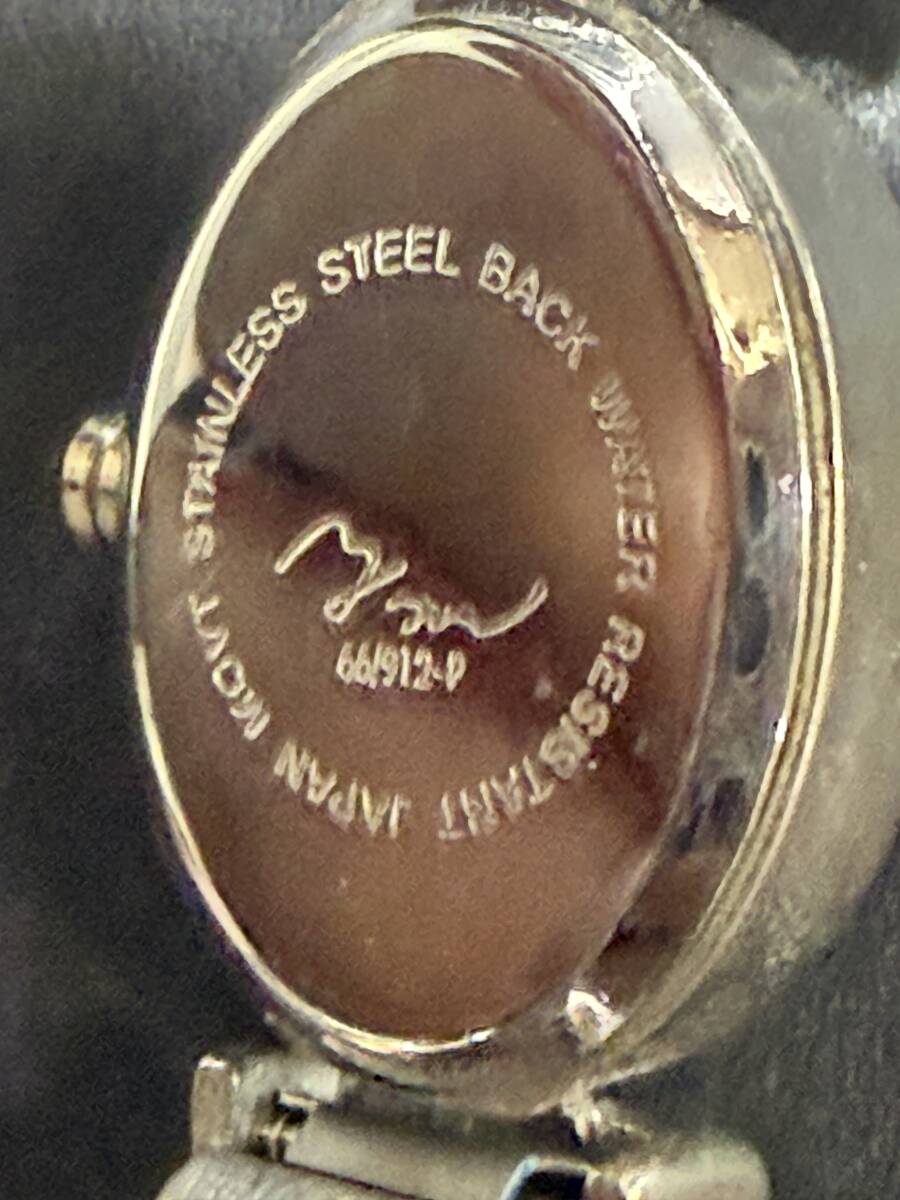 STAINLESS STEEL BACK WATER RESISTANT JAPAN MOVT
66/912-P